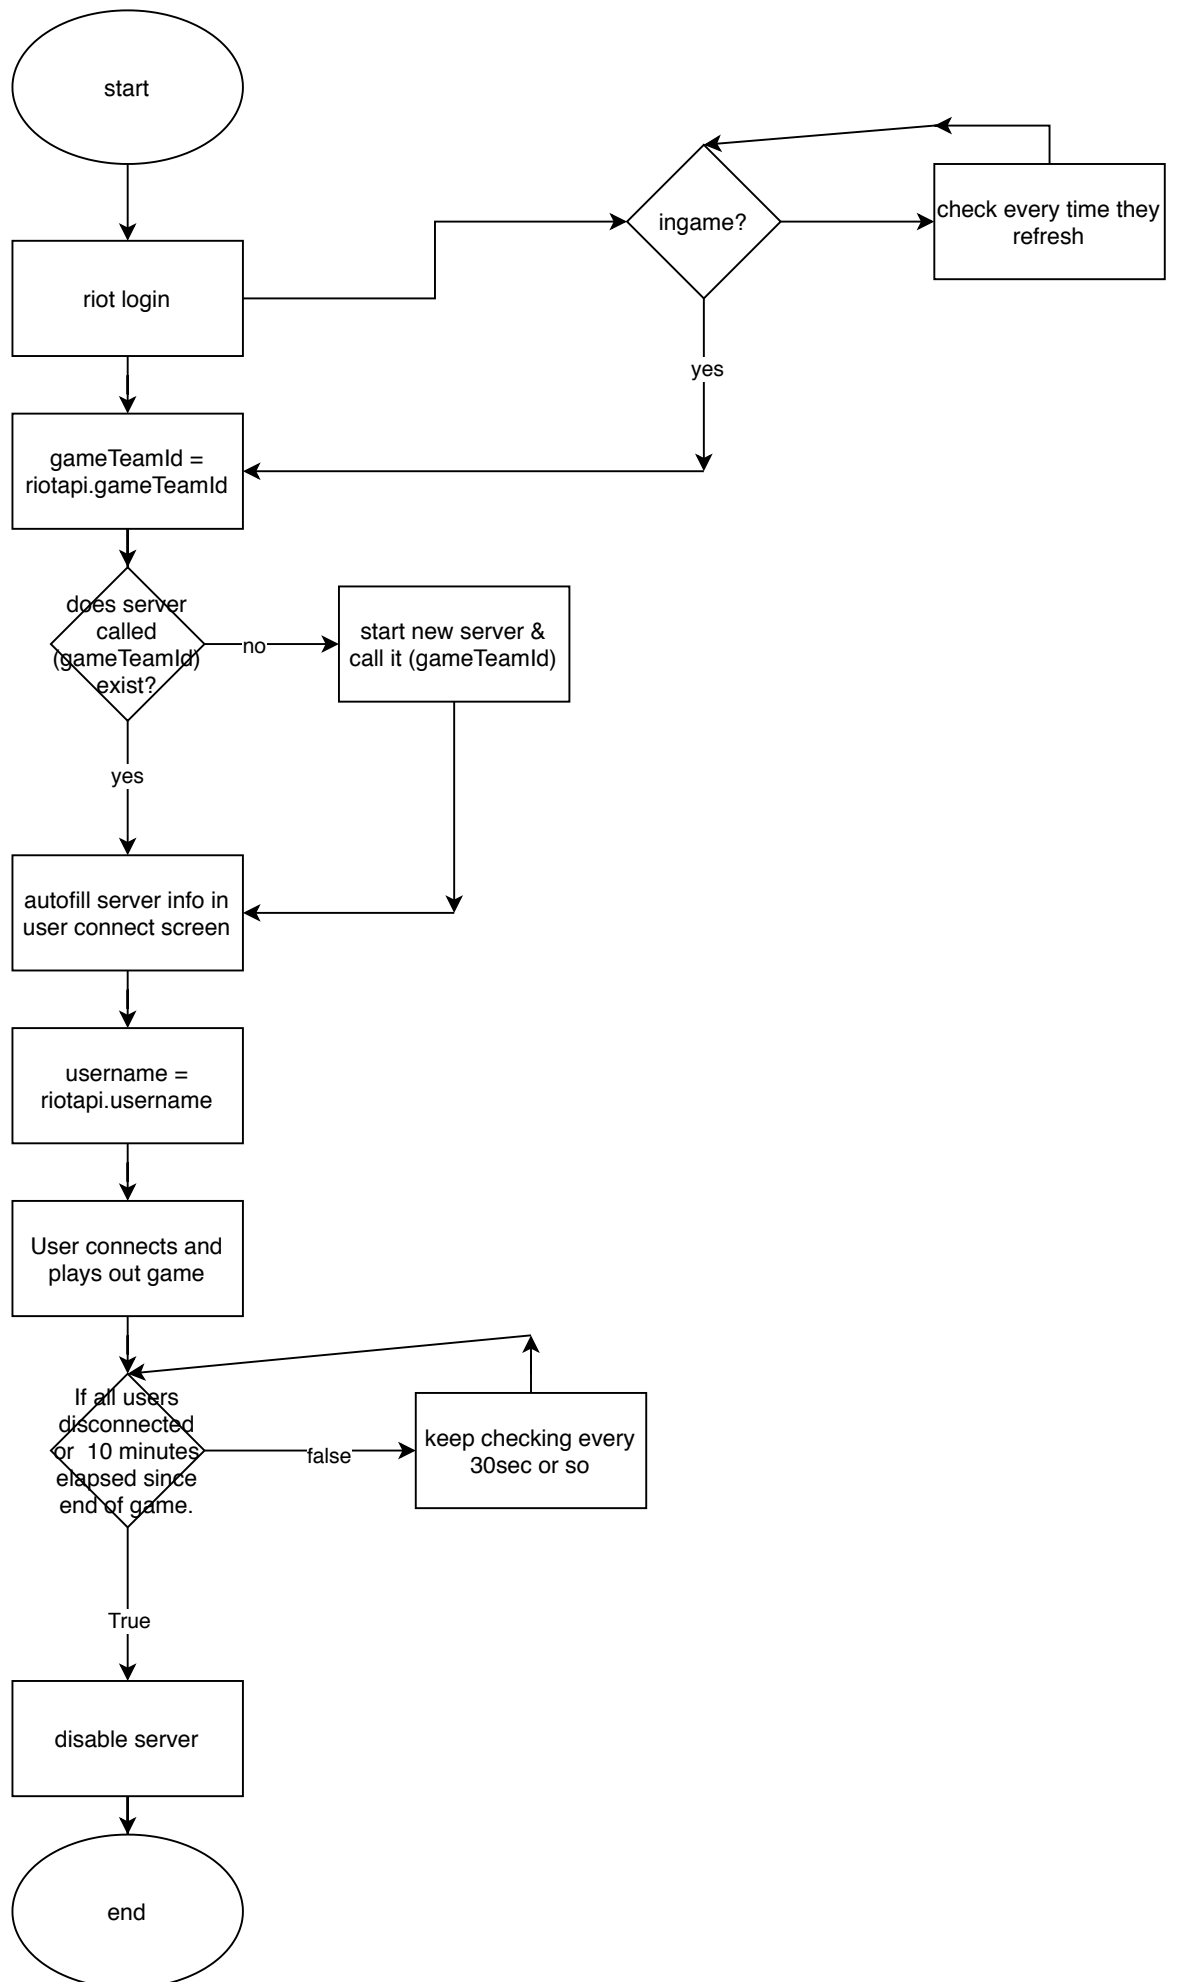 start
riot login
ingame?
check every time they
refresh
yes
gameTeamId =
riotapi.gameTeamId
does server
called
(gameTeamId)
exist?
no
start new server &
call it (gameTeamId)
yes
autofill server info in
user connect screen
username =
riotapi.username
User connects and
plays out game
If all users
disconnected
or  10 minutes
elapsed since
end of game.
false
keep checking every
30sec or so
True
disable server
end